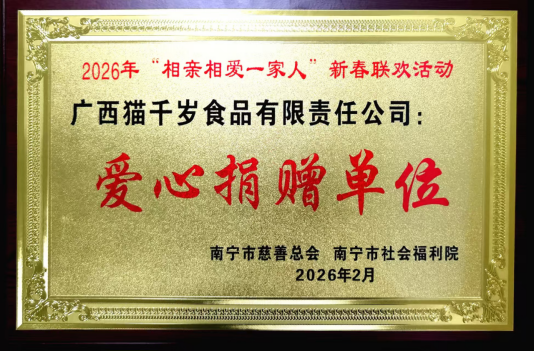 2026年“相亲相爱一家人”新春联欢活动
广西猫千岁食品有限责任公司：
爱心捐赠单位
南宁市慈善总会 南宁市社会福利院
2026年2月